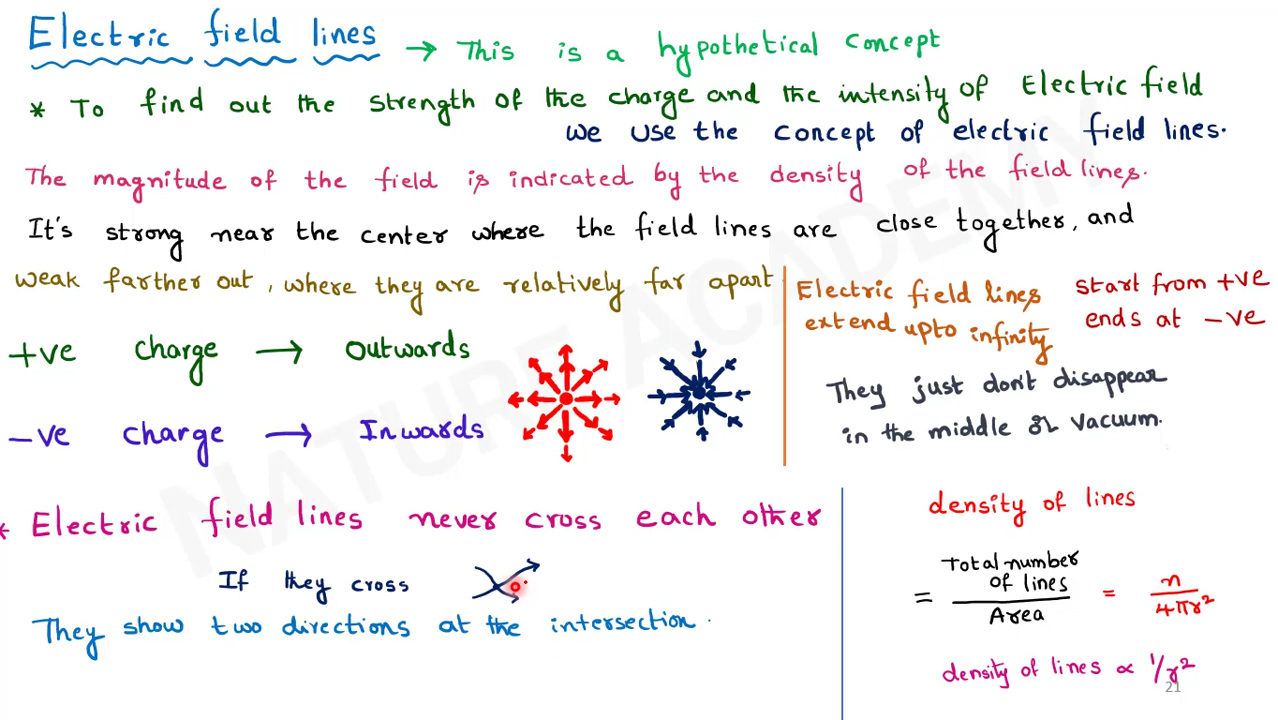 Electric field lines → This is a hypothetical concept
* To find out the strength of the charge and the intensity of Electric field
we use the concept of electric field lines.
The magnitude of the field is indicated by the density of the field lines.
It's strong near the center where the field lines are close together, and
weak farther out, where they are relatively far apart
+ve charge → Outwards
-ve charge → Inwards
Electric field lines
extend upto infinity
start from +ve
ends at -ve
They just don't disappear
in the middle or vacuum.
* Electric field lines never cross each other
If they cross
They show two directions at the intersection.
density of lines
= Total number of lines / Area = n / 4πr²
density of lines ∝ 1/r²
21
NATURE ACADEMY